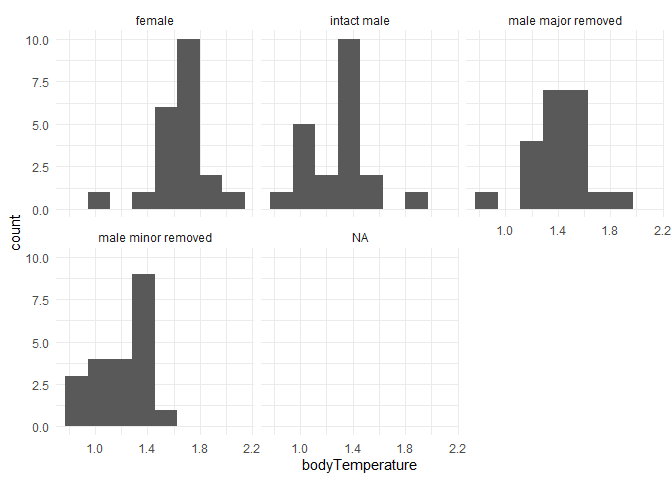 female intact male male major removed
10.0
7.5
5.0
2.5
0.0
1.0 1.4 1.8 2.2
male minor removed NA
10.0
7.5
5.0
2.5
0.0
1.0 1.4 1.8 2.2 1.0 1.4 1.8 2.2
bodyTemperature
count